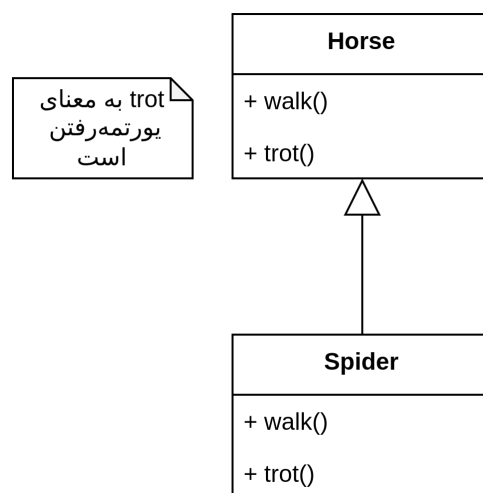 Horse
+ walk()
+ trot()
trot به معنای
یورتمه‌رفتن
است
Spider
+ walk()
+ trot()